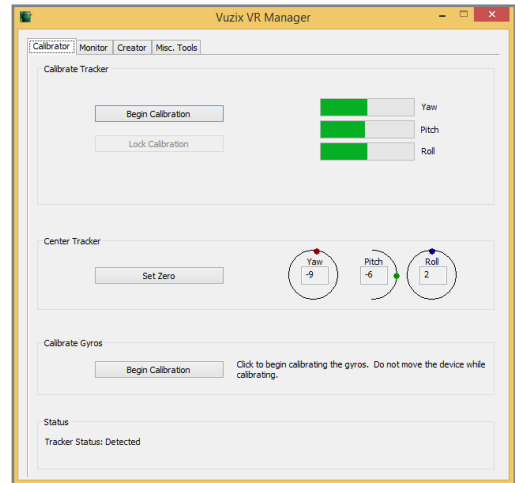 Vuzix VR Manager
Calibrator Monitor Creator Misc. Tools
Calibrate Tracker
Begin Calibration
Lock Calibration
Yaw
Pitch
Roll
Center Tracker
Set Zero
Yaw
-9
Pitch
-6
Roll
2
Calibrate Gyros
Begin Calibration
Click to begin calibrating the gyros. Do not move the device while
calibrating.
Status
Tracker Status: Detected